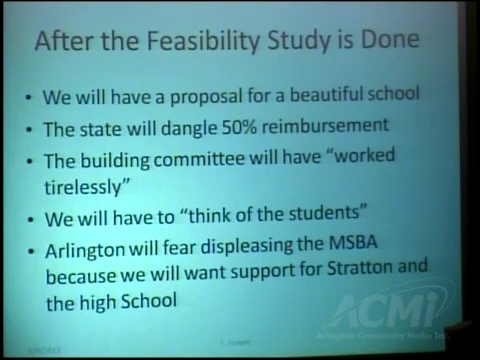 After the Feasibility Study is Done
• We will have a proposal for a beautiful school
• The state will dangle 50% reimbursement
• The building committee will have “worked
tirelessly”
• We will have to “think of the students”
• Arlington will fear displeasing the MSBA
because we will want support for Stratton and
the high School
ACMi
Arlington Community Media Inc.